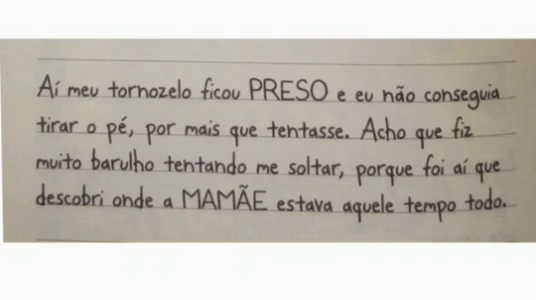 Aí meu tornozelo ficou PRESO e eu não conseguia
tirar o pé, por mais que tentasse. Acho que fiz
muito barulho tentando me soltar, porque foi aí que
descobri onde a MAMÃE estava aquele tempo todo.